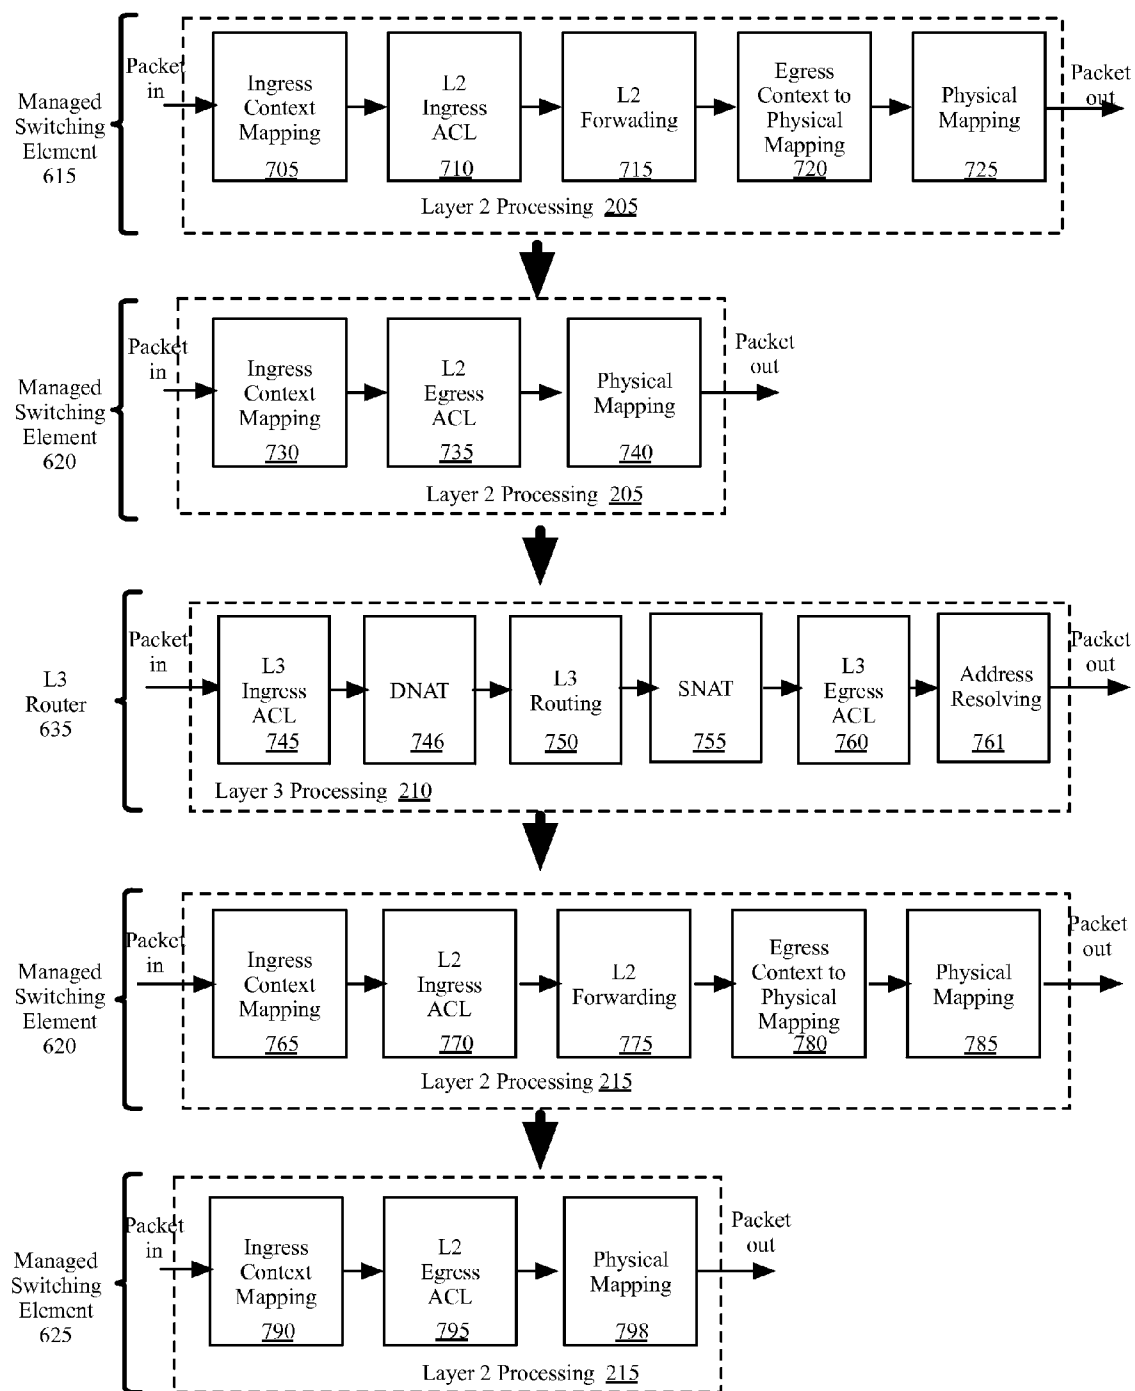 Managed
Switching
Element
615
Packet
in
Ingress
Context
Mapping
705
L2
Ingress
ACL
710
L2
Forwading
715
Egress
Context to
Physical
Mapping
720
Physical
Mapping
725
Packet
out
Layer 2 Processing 205
Managed
Switching
Element
620
Packet
in
Ingress
Context
Mapping
730
L2
Egress
ACL
735
Physical
Mapping
740
Packet
out
Layer 2 Processing 205
L3
Router
635
Packet
in
L3
Ingress
ACL
745
DNAT
746
L3
Routing
750
SNAT
755
L3
Egress
ACL
760
Address
Resolving
761
Packet
out
Layer 3 Processing 210
Managed
Switching
Element
620
Packet
in
Ingress
Context
Mapping
765
L2
Ingress
ACL
770
L2
Forwarding
775
Egress
Context to
Physical
Mapping
780
Physical
Mapping
785
Packet
out
Layer 2 Processing 215
Managed
Switching
Element
625
Packet
in
Ingress
Context
Mapping
790
L2
Egress
ACL
795
Physical
Mapping
798
Packet
out
Layer 2 Processing 215